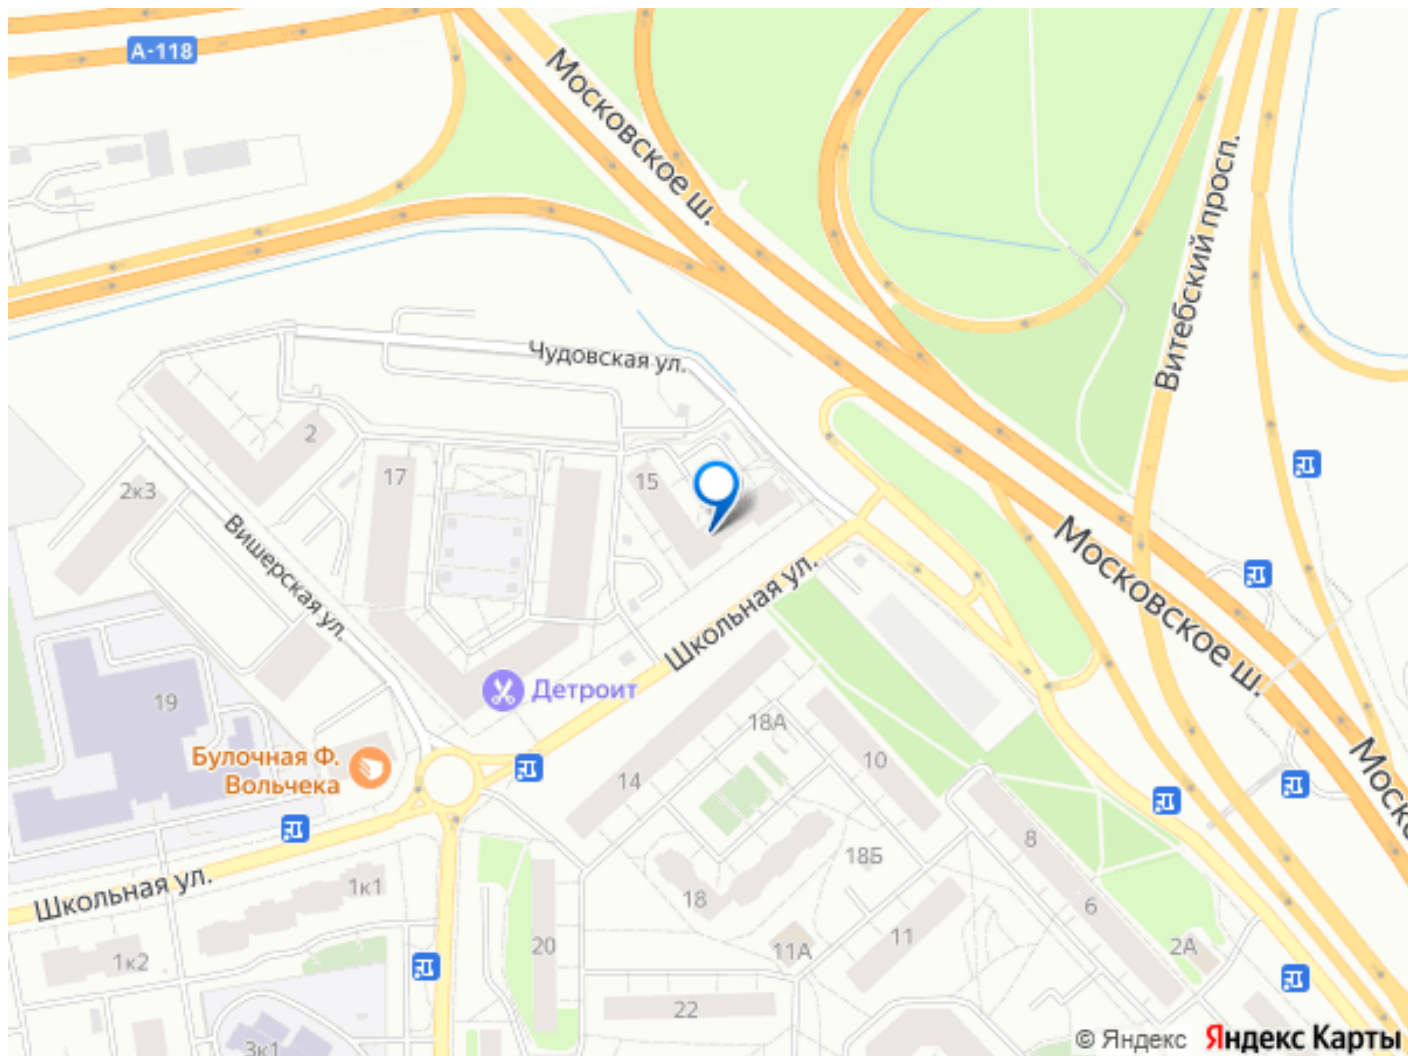 А-118
Московское ш.
Витебский просп.
Чудовская ул.
2
17
15
2к3
Вишерская ул.
Московское ш.
Школьная ул.
Детроит
19
18А
Булочная Ф.
Вольчека
14
10
Моско
8
18Б
1к1
Школьная ул.
18
6
11
20
11А
2А
1к2
22
3к1
© Яндекс Яндекс Карты